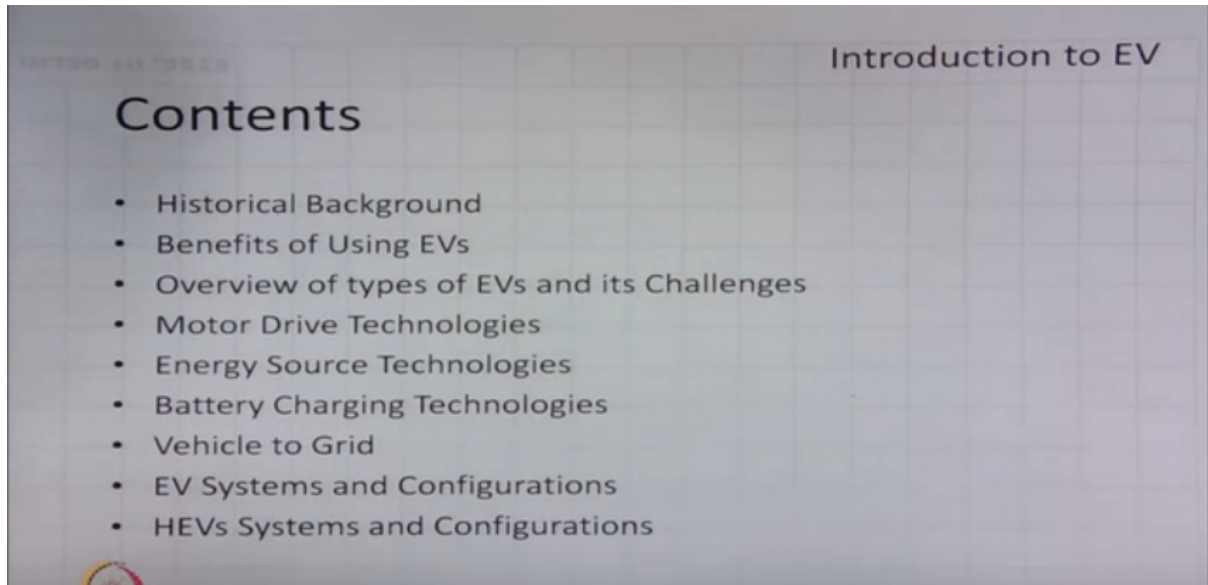 Introduction to EV
Contents
• Historical Background
• Benefits of Using EVs
• Overview of types of EVs and its Challenges
• Motor Drive Technologies
• Energy Source Technologies
• Battery Charging Technologies
• Vehicle to Grid
• EV Systems and Configurations
• HEVs Systems and Configurations